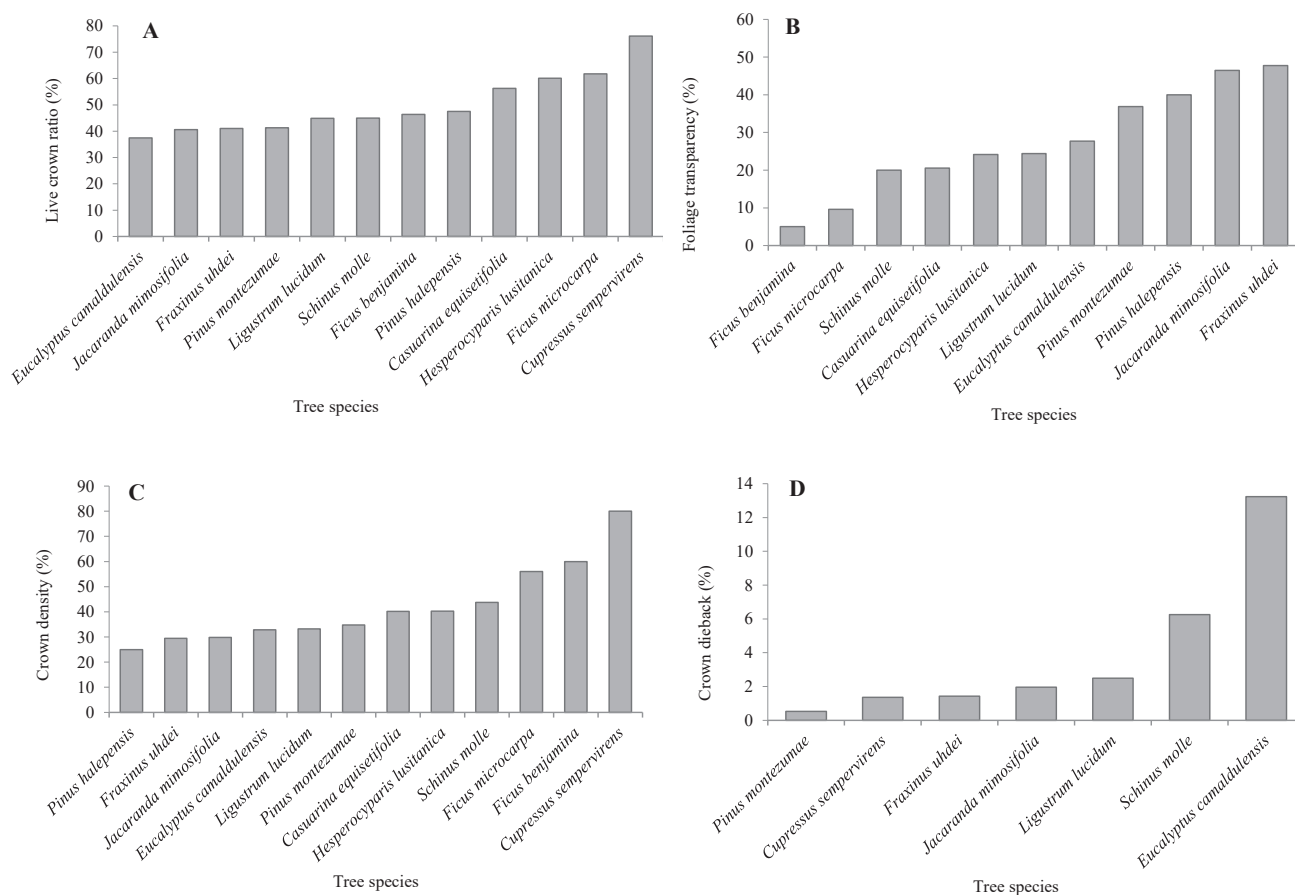 A
Live crown ratio (%)
80
70
60
50
40
30
20
10
0
Eucalyptus camaldulensis
Jacaranda mimosifolia
Fraxinus uhdei
Pinus montezumae
Ligustrum lucidum
Schinus molle
Ficus benjamina
Pinus halepensis
Casuarina equisetifolia
Hesperocyparis lusitanica
Ficus microcarpa
Cupressus sempervirens
Tree species
B
Foliage transparency (%)
60
50
40
30
20
10
0
Ficus benjamina
Ficus microcarpa
Schinus molle
Casuarina equisetifolia
Hesperocyparis lusitanica
Ligustrum lucidum
Eucalyptus camaldulensis
Pinus montezumae
Pinus halepensis
Jacaranda mimosifolia
Fraxinus uhdei
Tree species
C
Crown density (%)
90
80
70
60
50
40
30
20
10
0
Pinus halepensis
Fraxinus uhdei
Jacaranda mimosifolia
Eucalyptus camaldulensis
Ligustrum lucidum
Pinus montezumae
Casuarina equisetifolia
Hesperocyparis lusitanica
Schinus molle
Ficus microcarpa
Ficus benjamina
Cupressus sempervirens
Tree species
D
Crown dieback (%)
14
12
10
8
6
4
2
0
Pinus montezumae
Cupressus sempervirens
Fraxinus uhdei
Jacaranda mimosifolia
Ligustrum lucidum
Schinus molle
Eucalyptus camaldulensis
Tree species